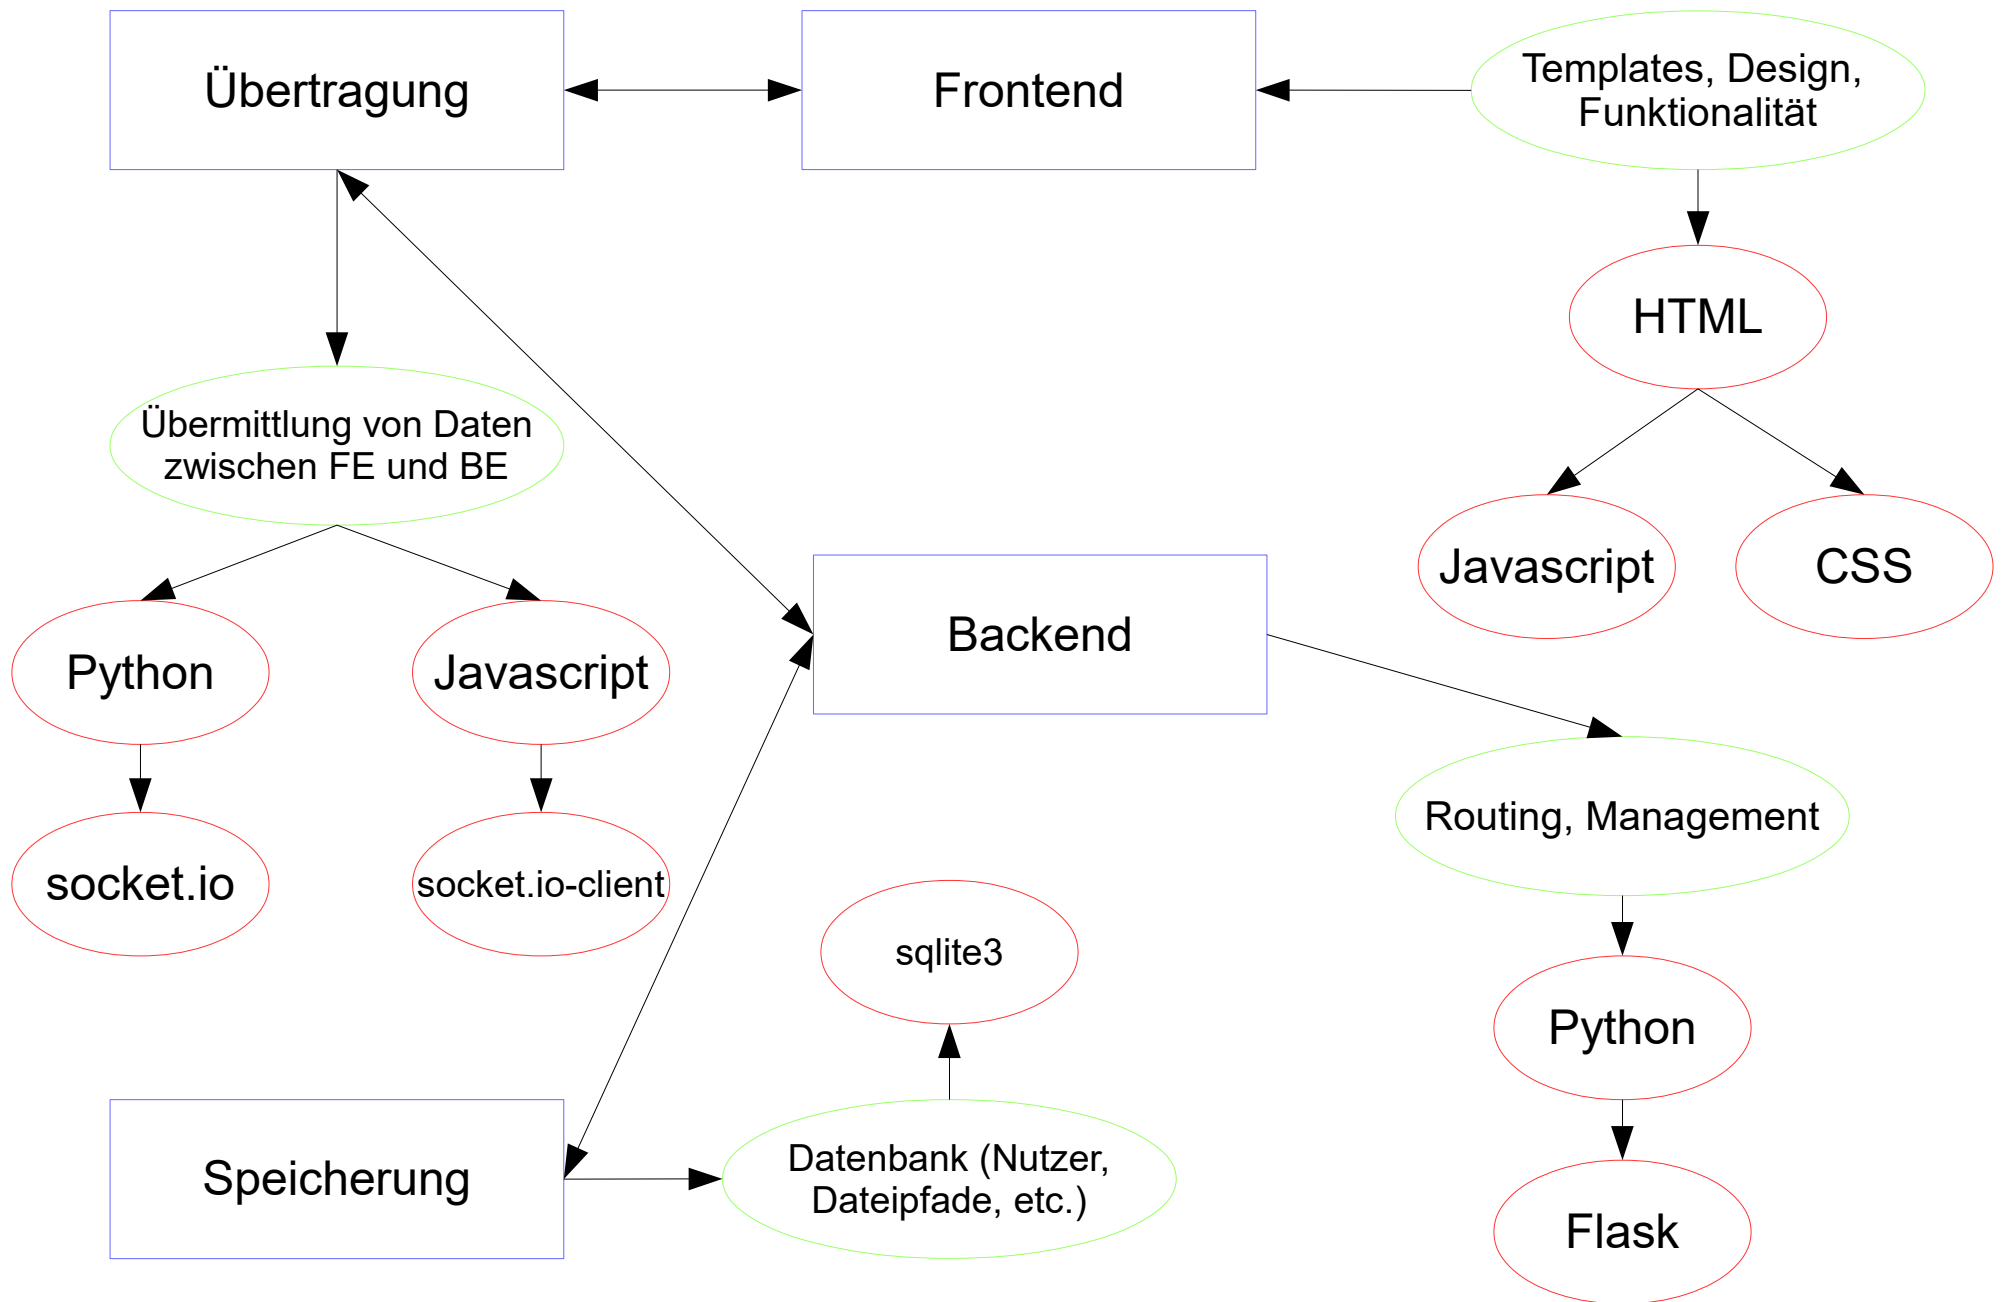 Übertragung
Frontend
Templates, Design,
Funktionalität
HTML
Übermittlung von Daten
zwischen FE und BE
Javascript
CSS
Backend
Python
Javascript
Routing, Management
socket.io
socket.io-client
sqlite3
Python
Speicherung
Datenbank (Nutzer,
Dateipfade, etc.)
Flask